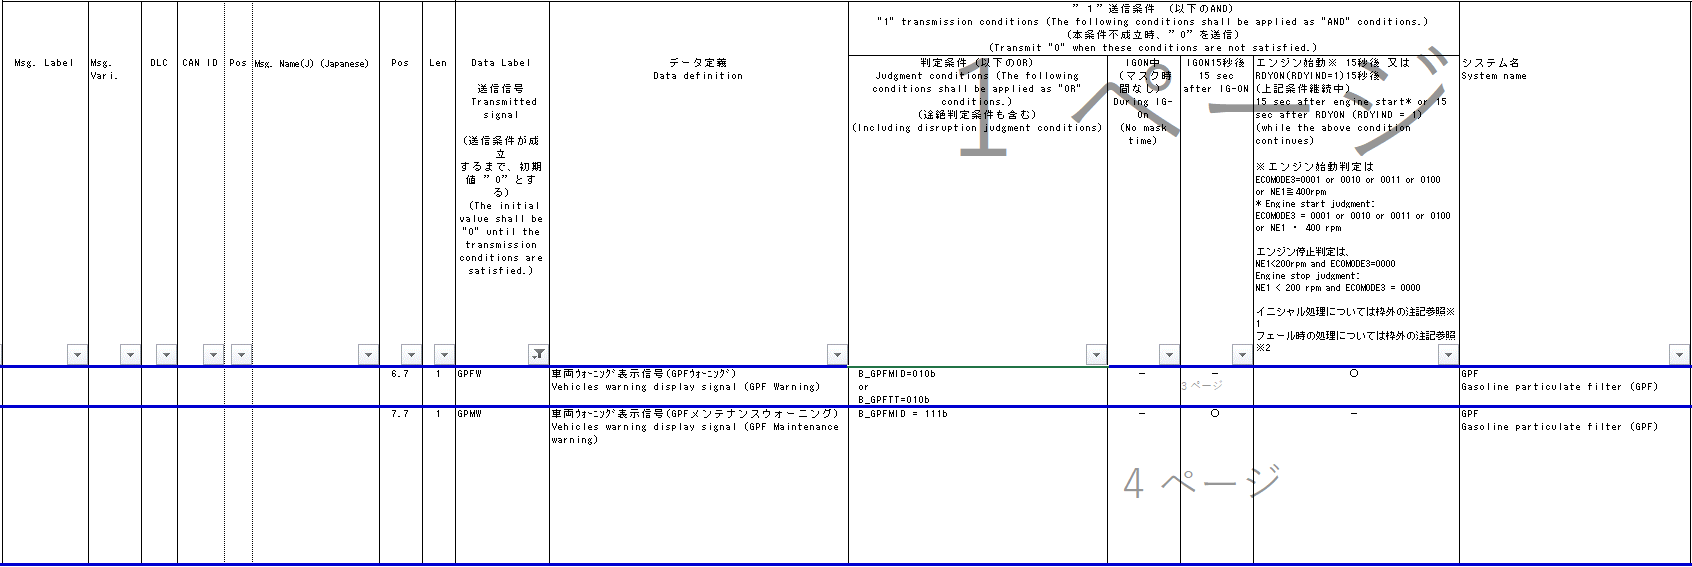 ”１”送信条件　(以下のAND)
"1" transmission conditions (The following conditions shall be applied as "AND" conditions.)
(本条件不成立時、”0”を送信)
(Transmit "0" when these conditions are not satisfied.)
Msg. Label
Msg.
Vari.
DLC
CAN ID
Pos
Msg. Name(J) (Japanese)
Pos
Len
Data Label
送信信号
Transmitted
signal
(送信条件が成
立
するまで、初期
値 ”0”とす
る)
(The initial
value shall be
"0" until the
transmission
conditions are
satisfied.)
データ定義
Data definition
判定条件 (以下のOR)
Judgment conditions (The following
conditions shall be applied as "OR"
conditions.)
(途絶判定条件も含む)
(Including disruption judgment conditions)
IGON中
(マスク時
間なし)
During IG-
On
(No mask
time)
IGON15秒後
15 sec
after IG-ON
エンジン始動※ 15秒後 又は
RDYON(RDYIND=1)15秒後
(上記条件継続中)
15 sec after engine start* or 15
sec after RDYON (RDYIND = 1)
(while the above condition
continues)
※エンジン始動判定は
ECOMODE3=0001 or 0010 or 0011 or 0100
or NE1≧400rpm
* Engine start judgment:
ECOMODE3 = 0001 or 0010 or 0011 or 0100
or NE1 ・ 400 rpm
エンジン停止判定は、
NE1<200rpm and ECOMODE3=0000
Engine stop judgment:
NE1 < 200 rpm and ECOMODE3 = 0000
イニシャル処理については枠外の注記参照※
1
フェール時の処理については枠外の注記参照
※2
システム名
System name
1 ページ
6.7
1
GPFW
車両ｳｫｰﾆﾝｸﾞ表示信号(GPFｳｫｰﾆﾝｸﾞ)
Vehicles warning display signal (GPF Warning)
B_GPFMID=010b
or
B_GPFTT=010b
－
－
○
GPF
Gasoline particulate filter (GPF)
3 ページ
7.7
1
GPMW
車両ｳｫｰﾆﾝｸﾞ表示信号(GPFメンテナンスウォーニング)
Vehicles warning display signal (GPF Maintenance
warning)
B_GPFMID = 111b
－
○
－
GPF
Gasoline particulate filter (GPF)
4 ページ